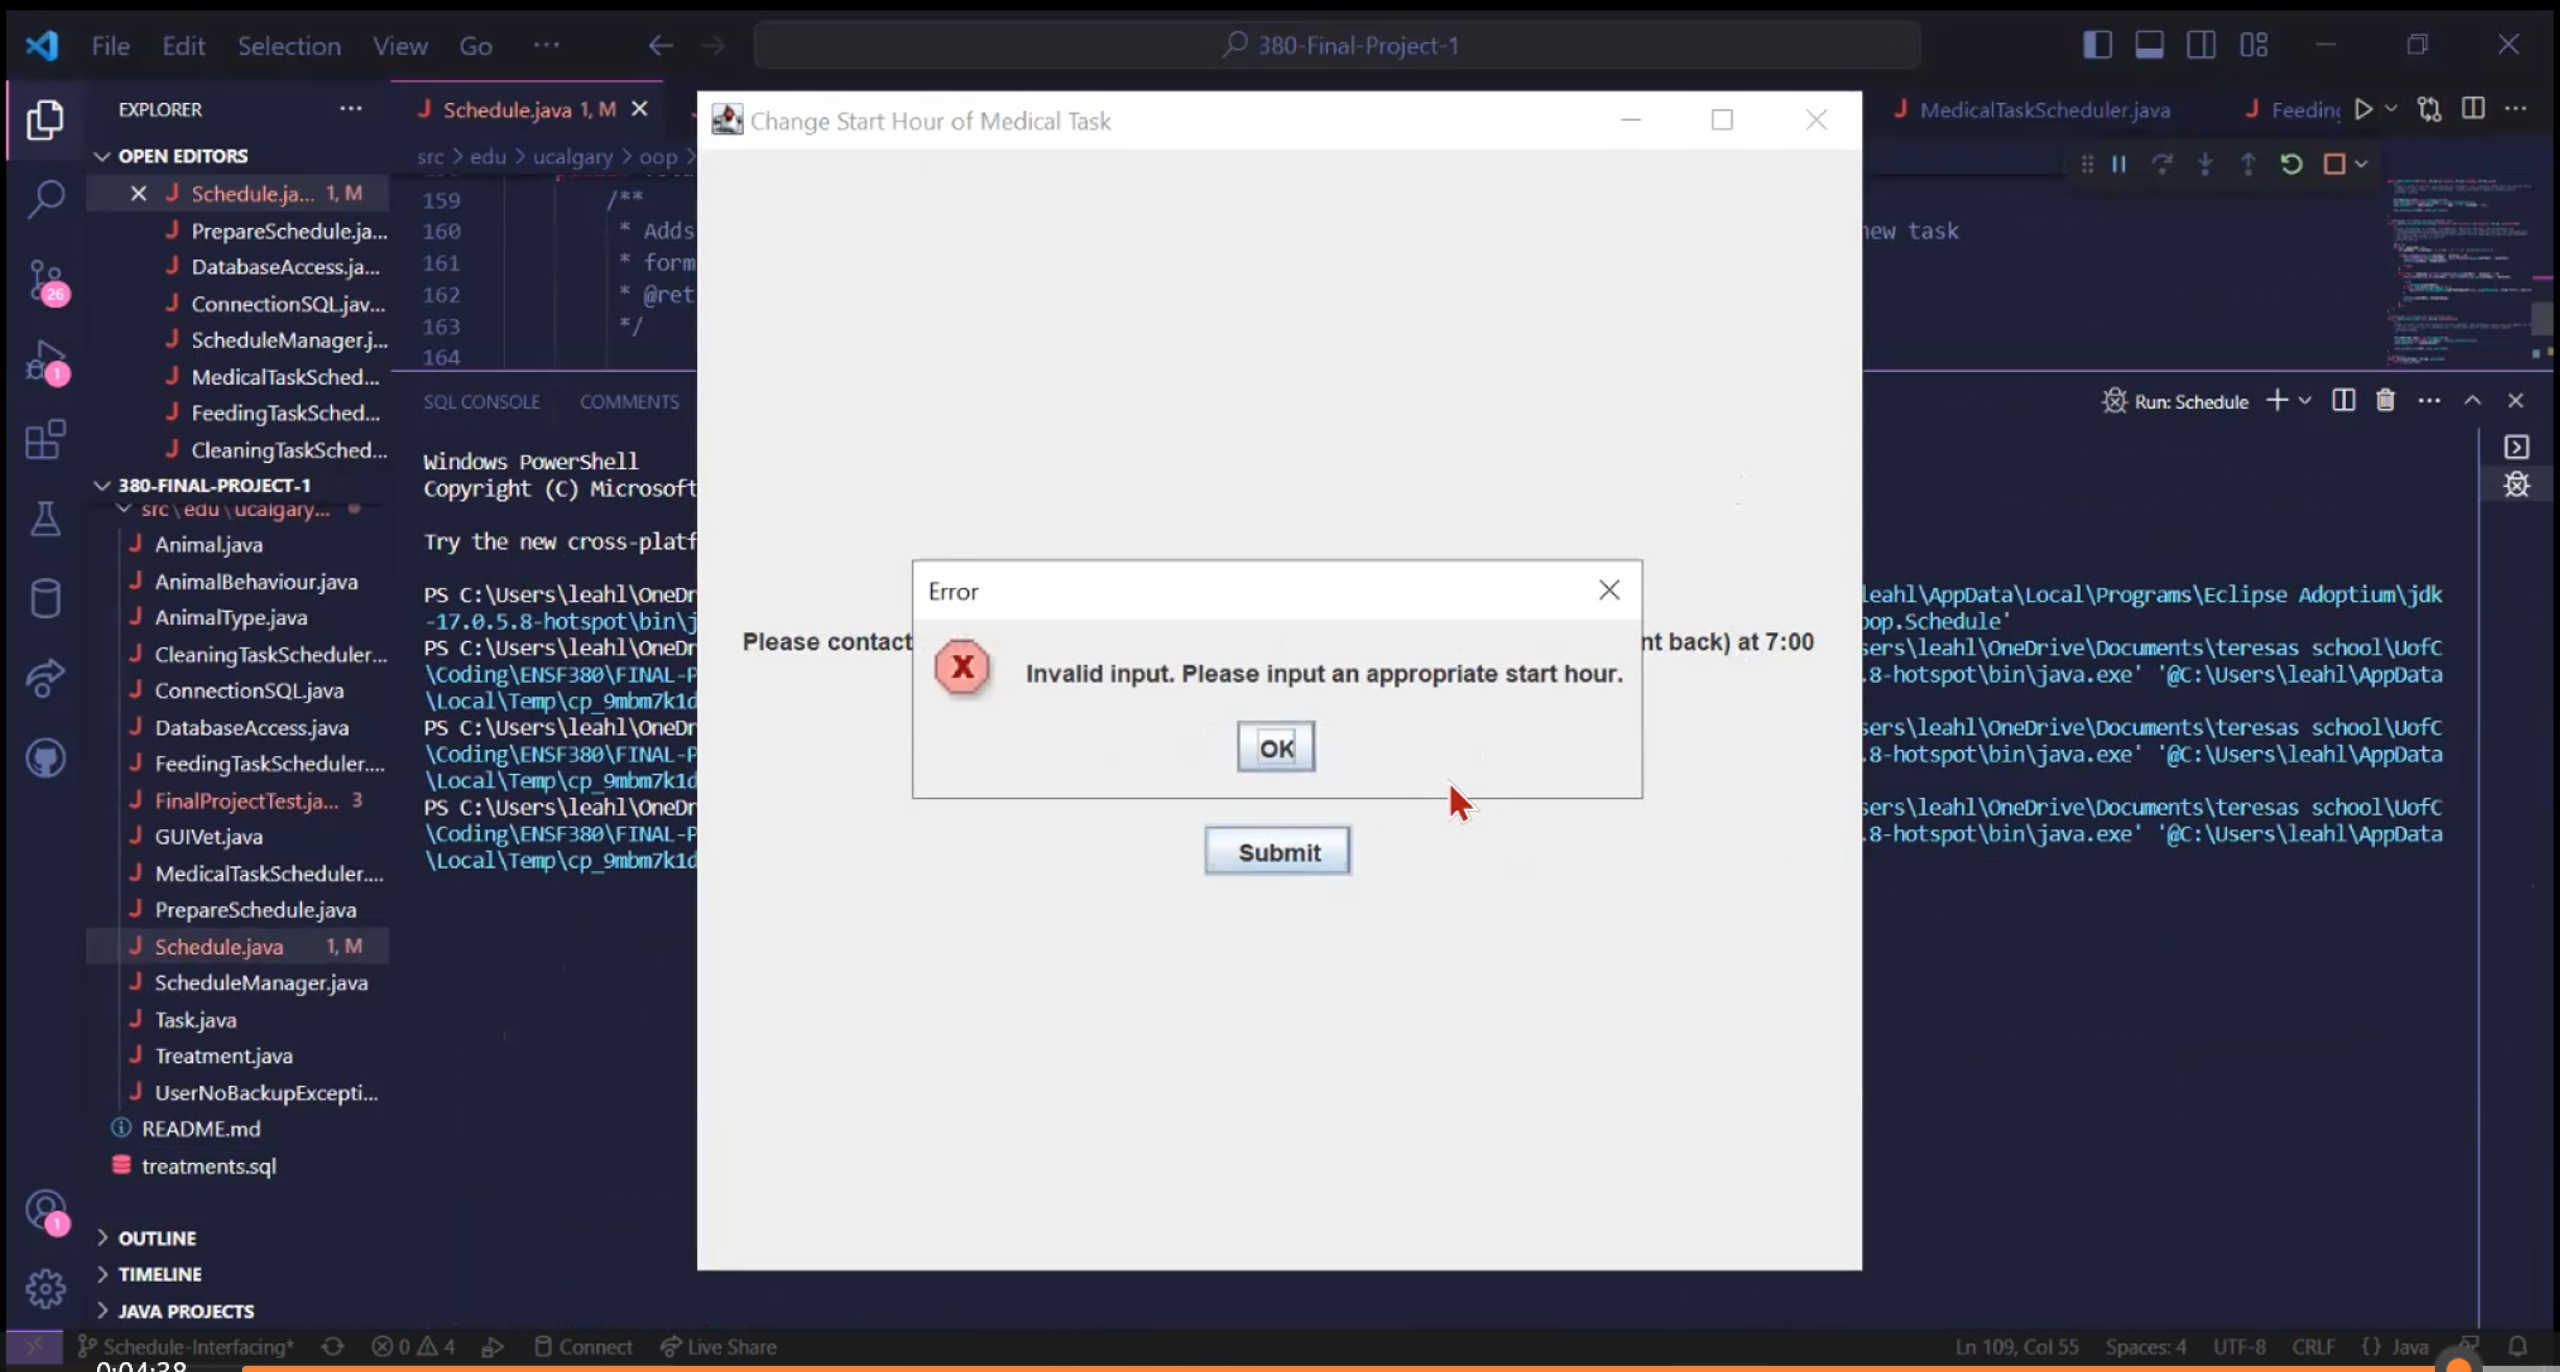 File Edit Selection View Go ... 380-Final-Project-1
EXPLORER ...
OPEN EDITORS
Schedule.ja... 1, M
PrepareSchedule.ja...
DatabaseAccess.ja...
ConnectionSQL.jav...
ScheduleManager.j...
MedicalTaskSched...
FeedingTaskSched...
CleaningTaskSched...
380-FINAL-PROJECT-1
src\edu\ucalgary...
Animal.java
AnimalBehaviour.java
AnimalType.java
CleaningTaskScheduler...
ConnectionSQL.java
DatabaseAccess.java
FeedingTaskScheduler....
FinalProjectTest.ja... 3
GUIVet.java
MedicalTaskScheduler....
PrepareSchedule.java
Schedule.java 1, M
ScheduleManager.java
Task.java
Treatment.java
UserNoBackupExcepti...
README.md
treatments.sql
OUTLINE
TIMELINE
JAVA PROJECTS
26
1
1
Schedule.java 1, M
MedicalTaskScheduler.java
Feeding
src > edu > ucalgary > oop >
159 /**
160 * Adds
new task
161 * form
162 * @ret
163 */
164
SQL CONSOLE COMMENTS
Run: Schedule
Windows PowerShell
Copyright (C) Microsoft
Try the new cross-platf
PS C:\Users\leahl\OneDr
leahl\AppData\Local\Programs\Eclipse Adoptium\jdk
-17.0.5.8-hotspot\bin\j
oop.Schedule'
PS C:\Users\leahl\OneDr
sers\leahl\OneDrive\Documents\teresas school\UofC
\Coding\ENSF380\FINAL-P
.8-hotspot\bin\java.exe' '@C:\Users\leahl\AppData
\Local\Temp\cp_9mbm7k1d
PS C:\Users\leahl\OneDr
sers\leahl\OneDrive\Documents\teresas school\UofC
\Coding\ENSF380\FINAL-P
.8-hotspot\bin\java.exe' '@C:\Users\leahl\AppData
\Local\Temp\cp_9mbm7k1d
PS C:\Users\leahl\OneDr
sers\leahl\OneDrive\Documents\teresas school\UofC
\Coding\ENSF380\FINAL-P
.8-hotspot\bin\java.exe' '@C:\Users\leahl\AppData
\Local\Temp\cp_9mbm7k1d
Change Start Hour of Medical Task
Please contact
nt back) at 7:00
Error
Invalid input. Please input an appropriate start hour.
OK
Submit
Schedule-Interfacing* 0 4 Connect Live Share
Ln 109, Col 55 Spaces: 4 UTF-8 CRLF {} Java
0:04:38